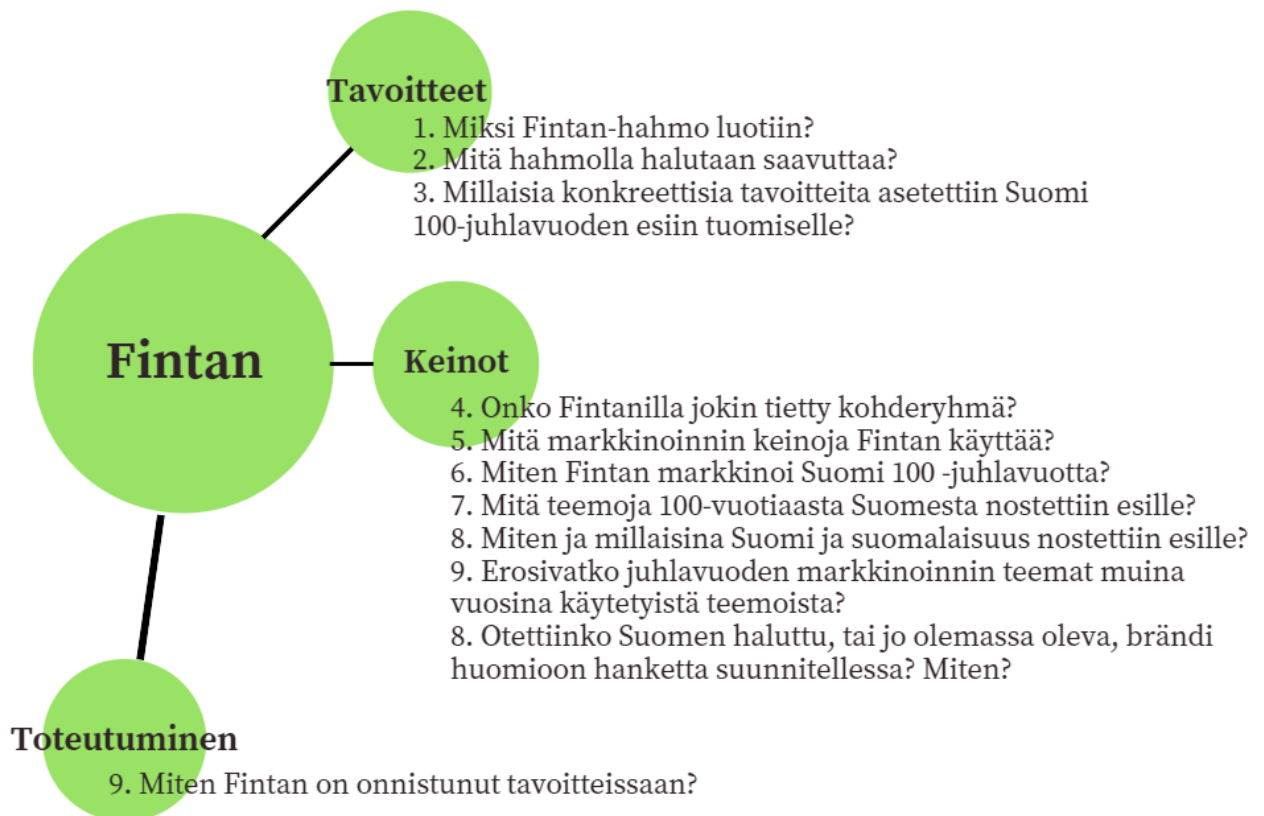 Tavoitteet
1. Miksi Fintan-hahmo luotiin?
2. Mitä hahmolla halutaan saavuttaa?
3. Millaisia konkreettisia tavoitteita asetettiin Suomi
100-juhlavuoden esiin tuomiselle?
Fintan
Keinot
4. Onko Fintanilla jokin tietty kohderyhmä?
5. Mitä markkinoinnin keinoja Fintan käyttää?
6. Miten Fintan markkinoi Suomi 100 -juhlavuotta?
7. Mitä teemoja 100-vuotiaasta Suomesta nostettiin esille?
8. Miten ja millaisina Suomi ja suomalaisuus nostettiin esille?
9. Erosivatko juhlavuoden markkinoinnin teemat muina
vuosina käytetyistä teemoista?
8. Otettiinko Suomen haluttu, tai jo olemassa oleva, brändi
huomioon hanketta suunnitellessa? Miten?
Toteutuminen
9. Miten Fintan on onnistunut tavoitteissaan?